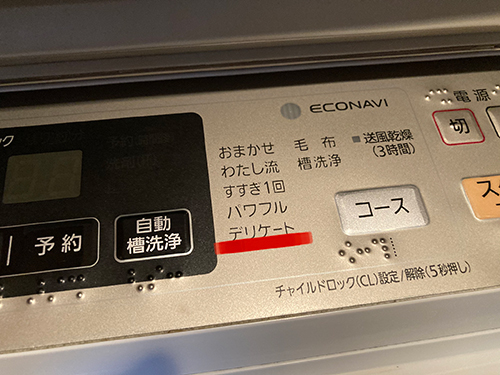 ック
ECONAVI
電源
切
おまかせ 毛布 ■送風乾燥
(3時間)
わたし流 槽洗浄
すすぎ1回
パワフル
デリケート
コース
予約
自動
槽洗浄
チャイルドロック(CL)設定/解除(5秒押し)